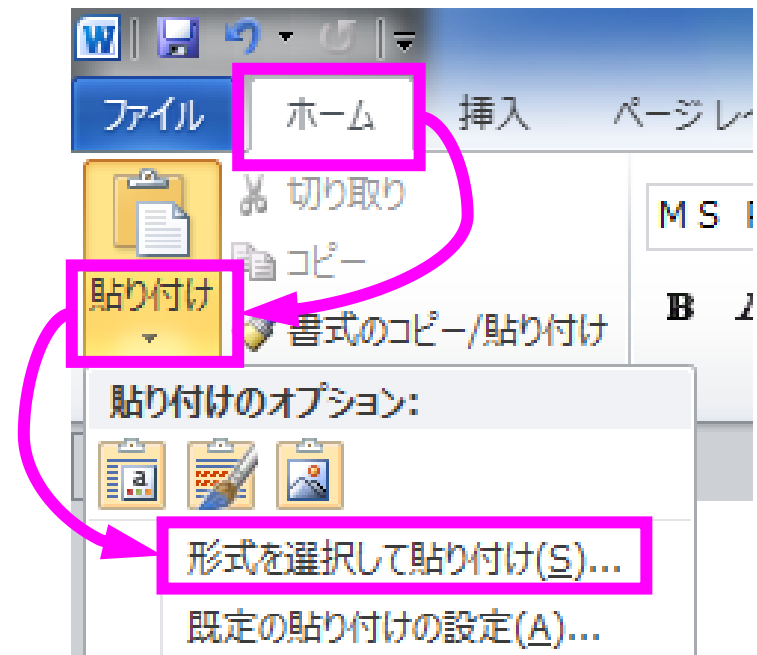 W
ファイル ホーム 挿入 ページ レイ
切り取り
コピー
書式のコピー/貼り付け
貼り付け
MS
B
貼り付けのオプション:
a
形式を選択して貼り付け(S)...
既定の貼り付けの設定(A)...